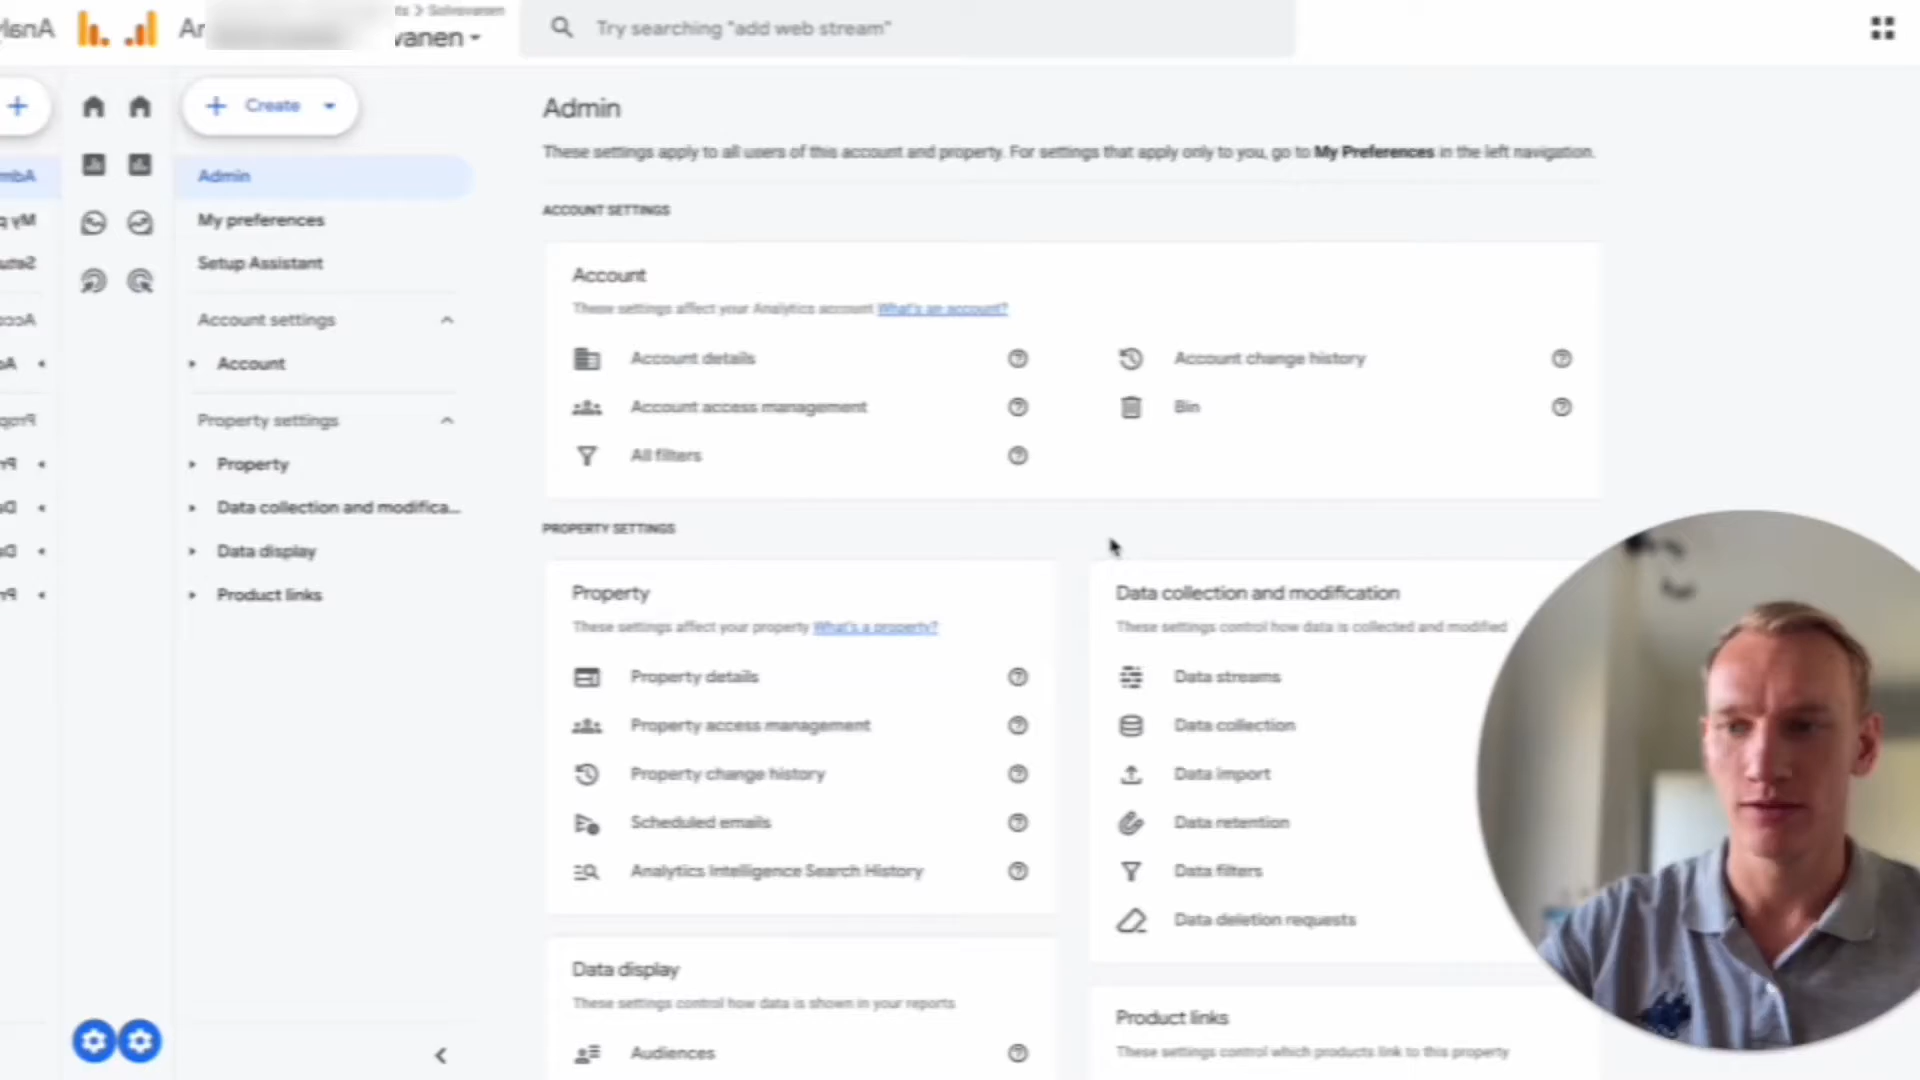 vanen
Try searching "add web stream"
Create
Admin
My preferences
Setup Assistant
Account settings
Account
Property settings
Property
Data collection and modifica...
Data display
Product links
Admin
These settings apply to all users of this account and property. For settings that apply only to you, go to My Preferences in the left navigation.
ACCOUNT SETTINGS
Account
These settings affect your Analytics account What's an account?
Account details
Account change history
Account access management
Bin
All filters
PROPERTY SETTINGS
Property
These settings affect your property What's a property?
Property details
Property access management
Property change history
Scheduled emails
Analytics Intelligence Search History
Data collection and modification
These settings control how data is collected and modified
Data streams
Data collection
Data import
Data retention
Data filters
Data deletion requests
Data display
These settings control how data is shown in your reports
Audiences
Product links
These settings control which products link to this property